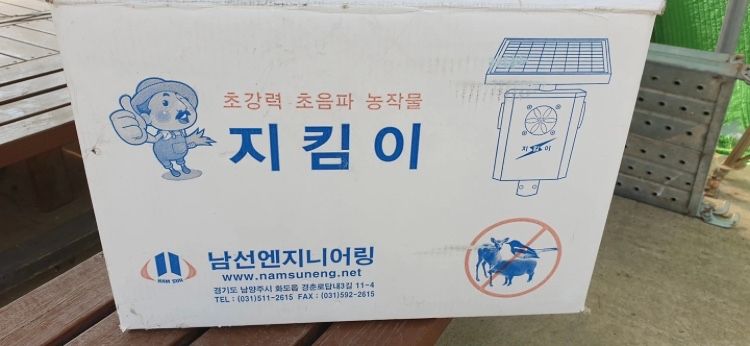 초강력 초음파 농작물
지킴이
지킴이
남선엔지니어링
www.namsuneng.net
NAM SUN
경기도 남양주시 화도읍 경춘로답내3길 11-4
TEL : (031)511-2615 FAX : (031)592-2615